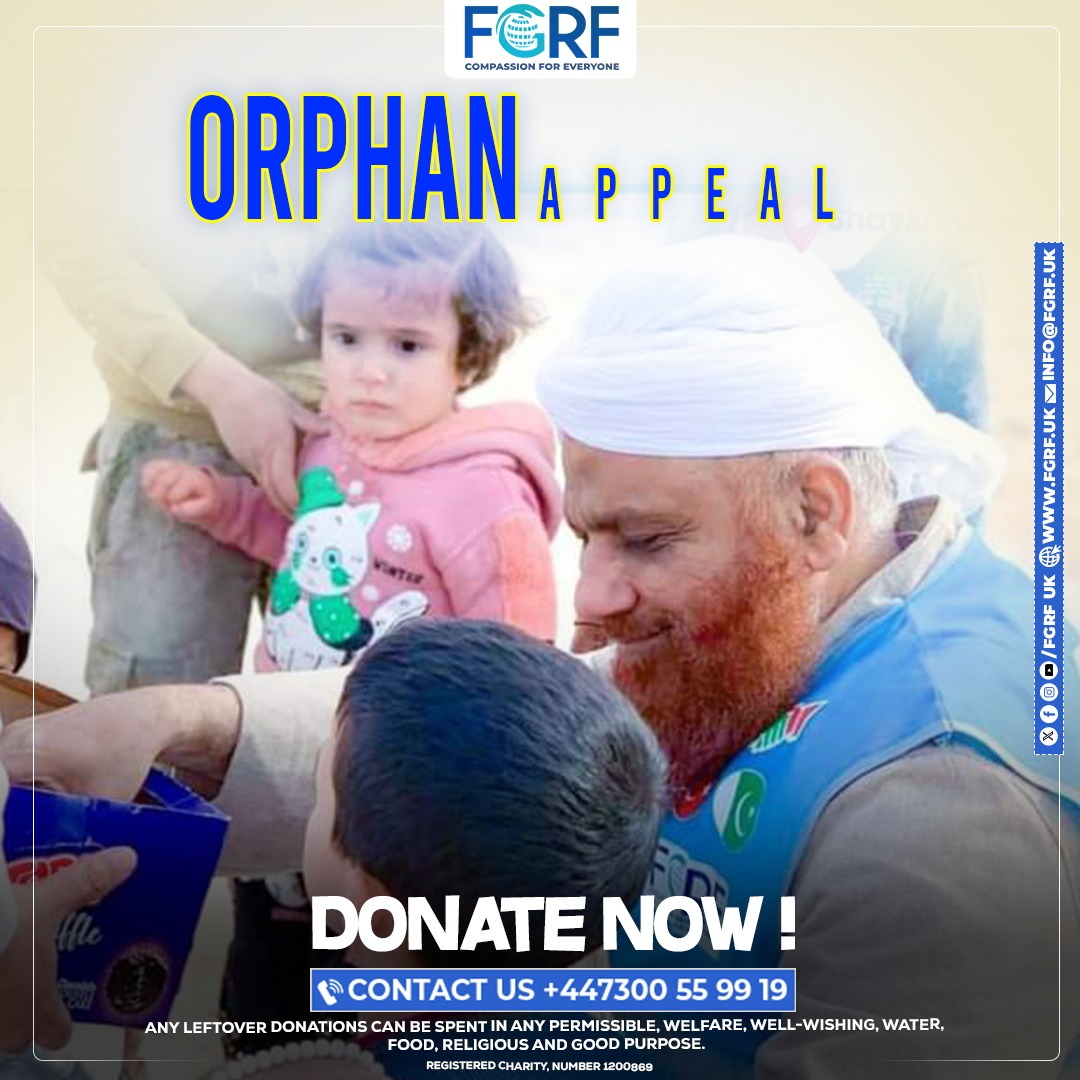 FGRF
COMPASSION FOR EVERYONE
ORPHAN APPEAL
WINTER
DONATE NOW !
CONTACT US +447300 55 99 19
ANY LEFTOVER DONATIONS CAN BE SPENT IN ANY PERMISSIBLE, WELFARE, WELL-WISHING, WATER,
FOOD, RELIGIOUS AND GOOD PURPOSE.
REGISTERED CHARITY, NUMBER 1200869
/FGRF UK WWW.FGRF.UK INFO@FGRF.UK